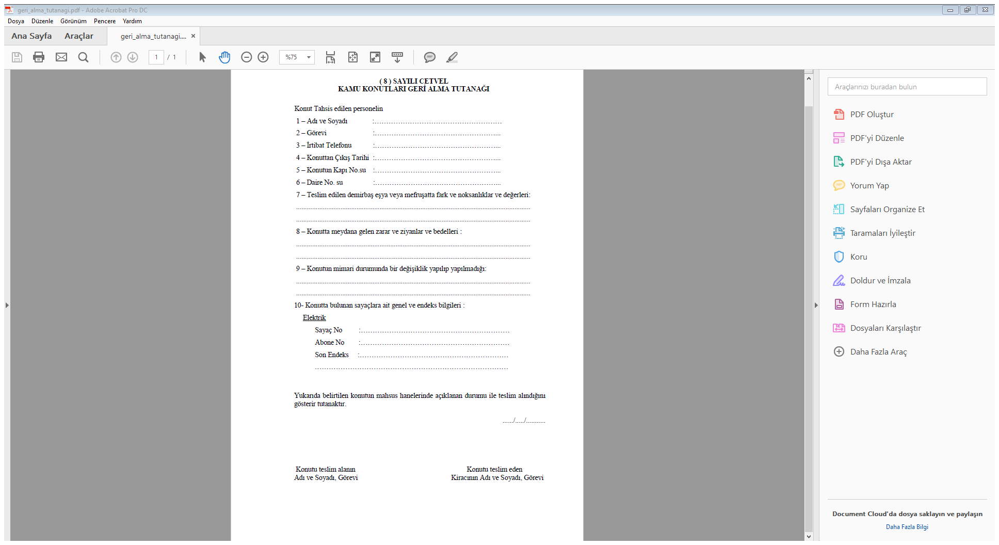 geri_alma_tutanagi.pdf - Adobe Acrobat Pro DC
Dosya Düzenle Görünüm Pencere Yardım
Ana Sayfa Araçlar geri_alma_tutanagi.... ×
1 / 1 %75
( 8 ) SAYILI CETVEL
KAMU KONUTLARI GERİ ALMA TUTANAĞI
Konut Tahsis edilen personelin
1 – Adı ve Soyadı :………………………………………………
2 – Görevi :……………………………………………...
3 – İrtibat Telefonu :……………………………………………...
4 – Konuttan Çıkış Tarihi :……………………………………………...
5 – Konutun Kapı No.su :……………………………………………...
6 – Daire No. su :……………………………………………...
7 – Teslim edilen demirbaş eşya veya mefruşatta fark ve noksanlıklar ve değerleri:
....................................................................................................................................
....................................................................................................................................
8 – Konutta meydana gelen zarar ve ziyanlar ve bedelleri :
....................................................................................................................................
....................................................................................................................................
9 – Konutun mimari durumunda bir değişiklik yapılıp yapılmadığı:
....................................................................................................................................
....................................................................................................................................
10- Konutta bulunan sayaçlara ait genel ve endeks bilgileri :
Elektrik
Sayaç No :………………………………………………………
Abone No :………………………………………………………
Son Endeks :………………………………………………………
………………………………………………………………………
Yukarıda belirtilen konutun mahsus hanelerinde açıklanan durumu ile teslim alındığını
gösterir tutanaktır.
....../...../...........
Konutu teslim alanın Konutu teslim eden
Adı ve Soyadı, Görevi Kiracının Adı ve Soyadı, Görevi
Araçlarınızı buradan bulun
PDF Oluştur
PDF'yi Düzenle
PDF'yi Dışa Aktar
Yorum Yap
Sayfaları Organize Et
Taramaları İyileştir
Koru
Doldur ve İmzala
Form Hazırla
Dosyaları Karşılaştır
Daha Fazla Araç
Document Cloud'da dosya saklayın ve paylaşın
Daha Fazla Bilgi